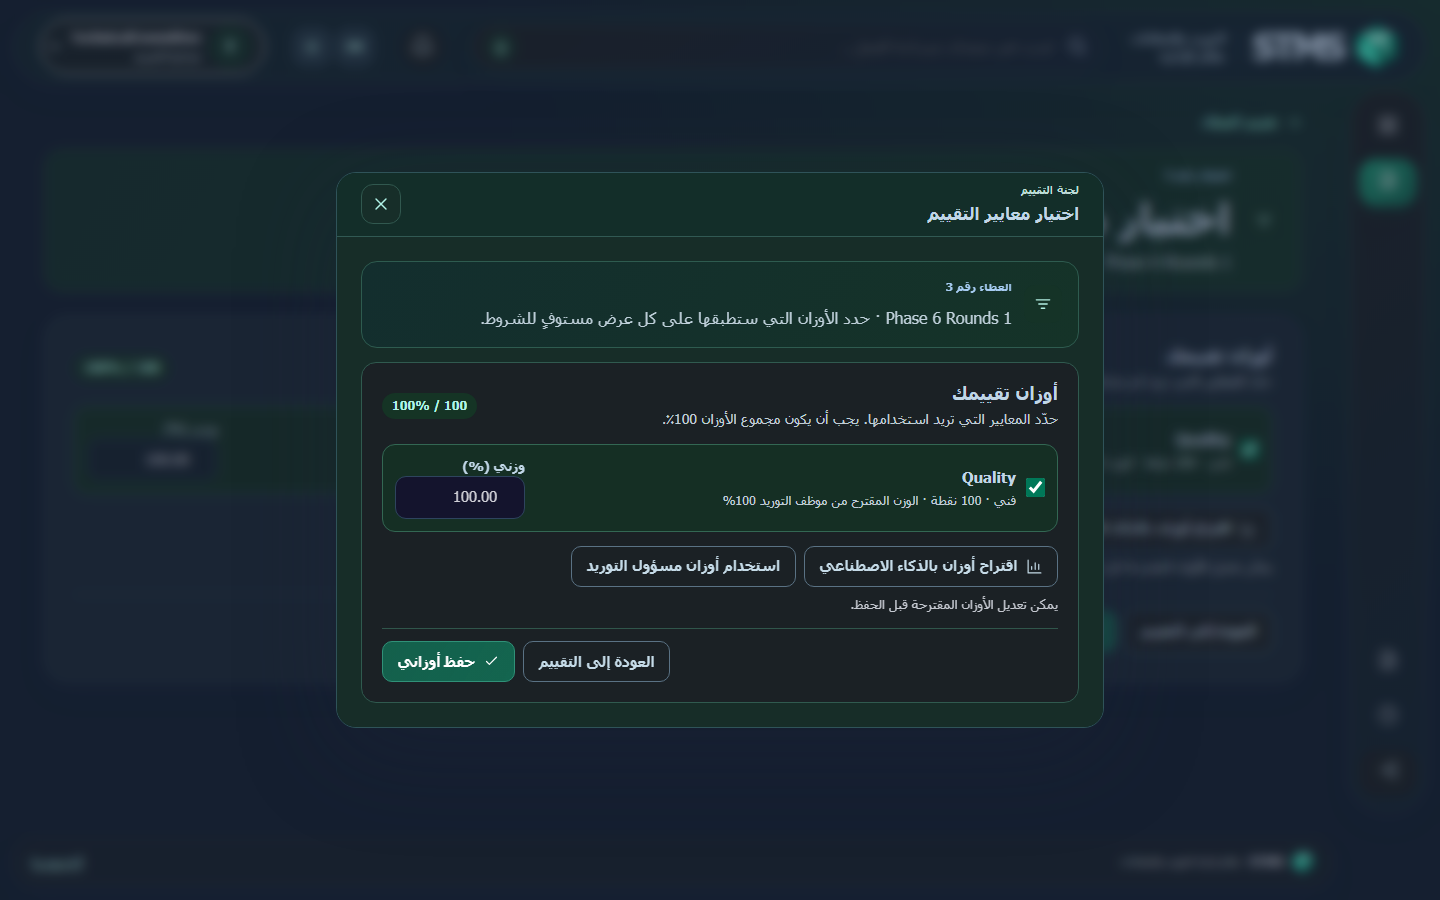 STMS
لجنة التقييم
اختيار معايير التقييم
العطاء رقم 3
Phase 6 Rounds 1 · حدد الأوزان التي ستطبقها على كل عرض مستوفٍ للشروط.
أوزان تقييمك
100% / 100
حدّد المعايير التي تريد استخدامها. يجب أن يكون مجموع الأوزان 100٪.
Quality
فني · 100 نقطة · الوزن المقترح من موظف التوريد 100%
وزني (%)
100.00
اقتراح أوزان بالذكاء الاصطناعي
استخدام أوزان مسؤول التوريد
يمكن تعديل الأوزان المقترحة قبل الحفظ.
العودة إلى التقييم
حفظ أوزاني